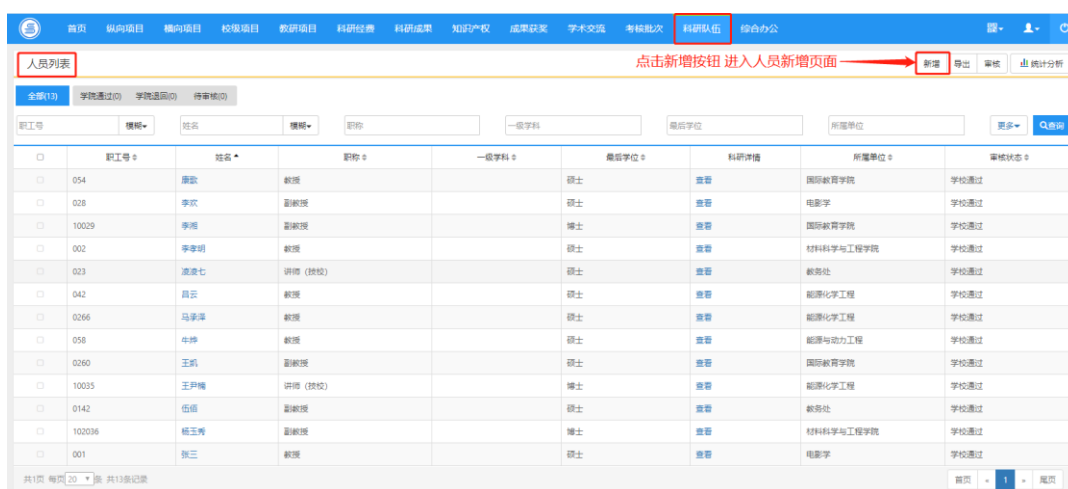 首页 纵向项目 横向项目 校级项目 教研项目 科研经费 科研成果 知识产权 成果获奖 学术交流 考核批次 科研队伍 综合办公
人员列表 点击新增按钮 进入人员新增页面 新增 导出 审核 统计分析
全部(13) 学院通过(0) 学院退回(0) 待审核(0)
职工号 模糊 姓名 模糊 职称 一级学科 最后学位 所属单位 更多 查询
职工号 姓名 职称 一级学科 最后学位 科研详情 所属单位 审核状态
054 康歌 教授 硕士 查看 国际教育学院 学校通过
028 李欢 副教授 硕士 查看 电影学 学校通过
10029 李湘 副教授 博士 查看 国际教育学院 学校通过
002 李孝明 教授 硕士 查看 材料科学与工程学院 学校通过
023 凌凌七 讲师（技校） 硕士 查看 教务处 学校通过
042 吕云 教授 硕士 查看 能源化学工程 学校通过
0266 马承泽 教授 硕士 查看 能源化学工程 学校通过
058 牛烨 教授 硕士 查看 能源与动力工程 学校通过
0260 王凯 副教授 硕士 查看 国际教育学院 学校通过
10035 王尹楠 讲师（技校） 博士 查看 能源化学工程 学校通过
0142 伍佰 副教授 硕士 查看 教务处 学校通过
102036 杨玉秀 副教授 博士 查看 材料科学与工程学院 学校通过
001 张三 教授 硕士 查看 电影学 学校通过
共1页 每页 20 条 共13条记录 首页 « 1 » 尾页